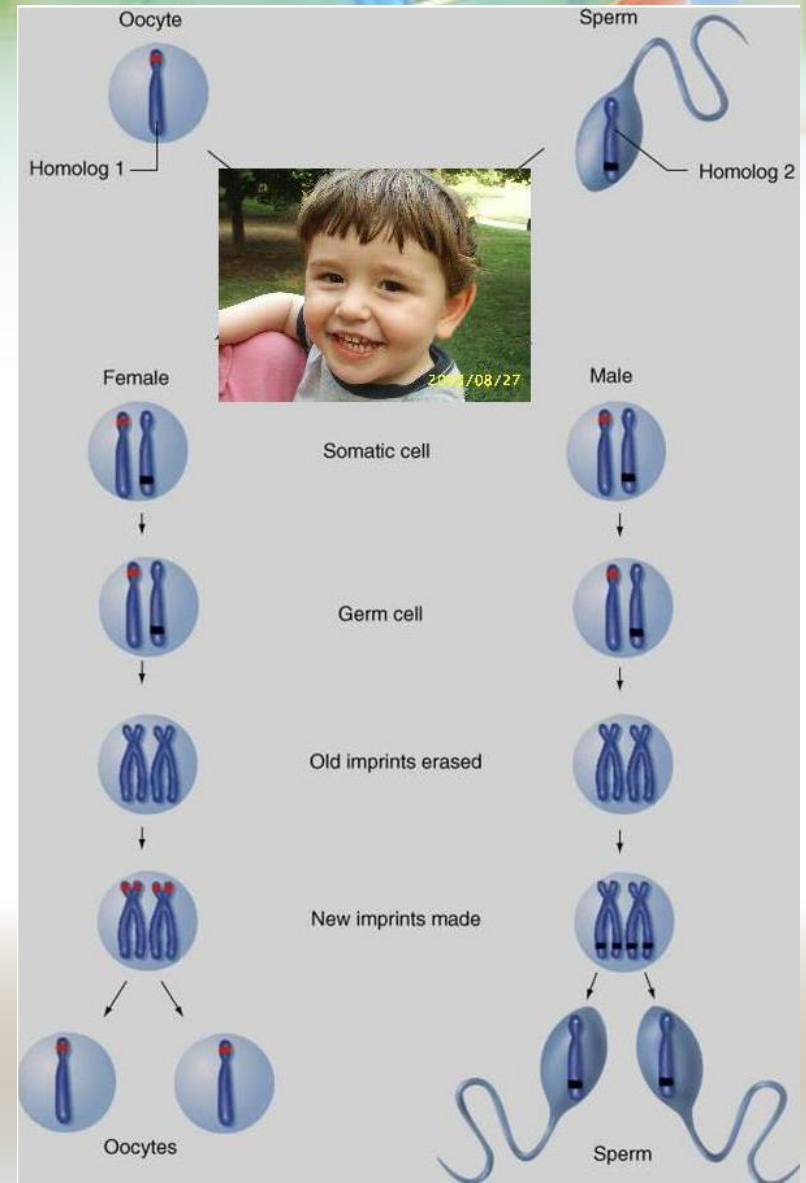 Oocyte
Sperm
Homolog 1
Homolog 2
Female
Male
Somatic cell
Germ cell
Old imprints erased
New imprints made
Oocytes
Sperm